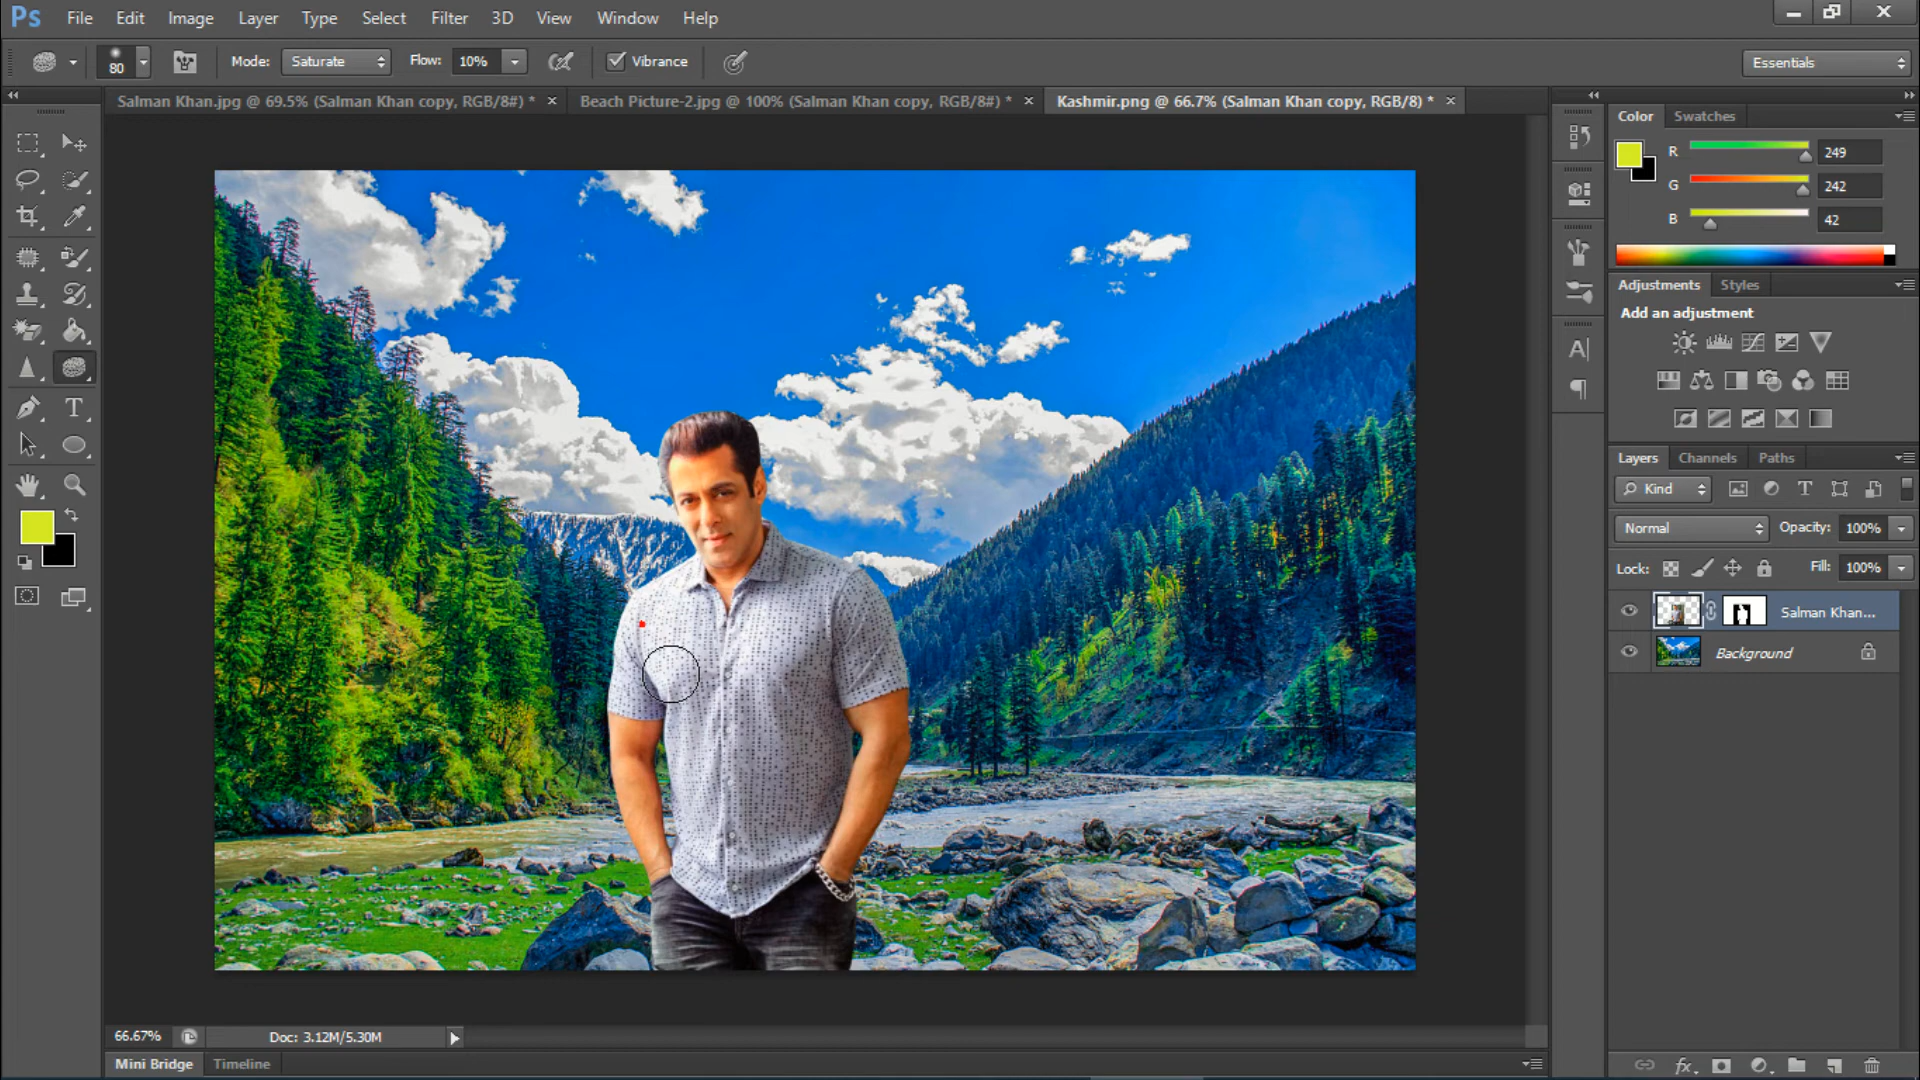 Ps File Edit Image Layer Type Select Filter 3D View Window Help
80 Mode: Saturate Flow: 10% Vibrance Essentials
Salman Khan.jpg @ 69.5% (Salman Khan copy, RGB/8#) * × Beach Picture-2.jpg @ 100% (Salman Khan copy, RGB/8#) * × Kashmir.png @ 66.7% (Salman Khan copy, RGB/8) * ×
Color Swatches
R 249
G 242
B 42
Adjustments Styles
Add an adjustment
Layers Channels Paths
Kind
Normal Opacity: 100%
Lock: Fill: 100%
Salman Khan...
Background
66.67% Doc: 3.12M/5.30M
Mini Bridge Timeline